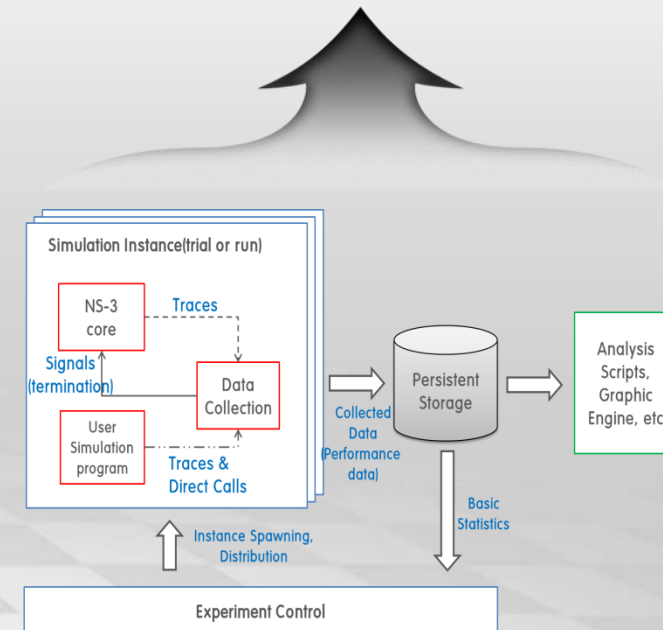 Simulation Instance(trial or run)
NS-3
core
Traces
Signals
(termination)
Data
Collection
User
Simulation
program
Traces &
Direct Calls
Collected
Data
(Performance
data)
Persistent
Storage
Analysis
Scripts,
Graphic
Engine, etc
Basic
Statistics
Instance Spawning,
Distribution
Experiment Control